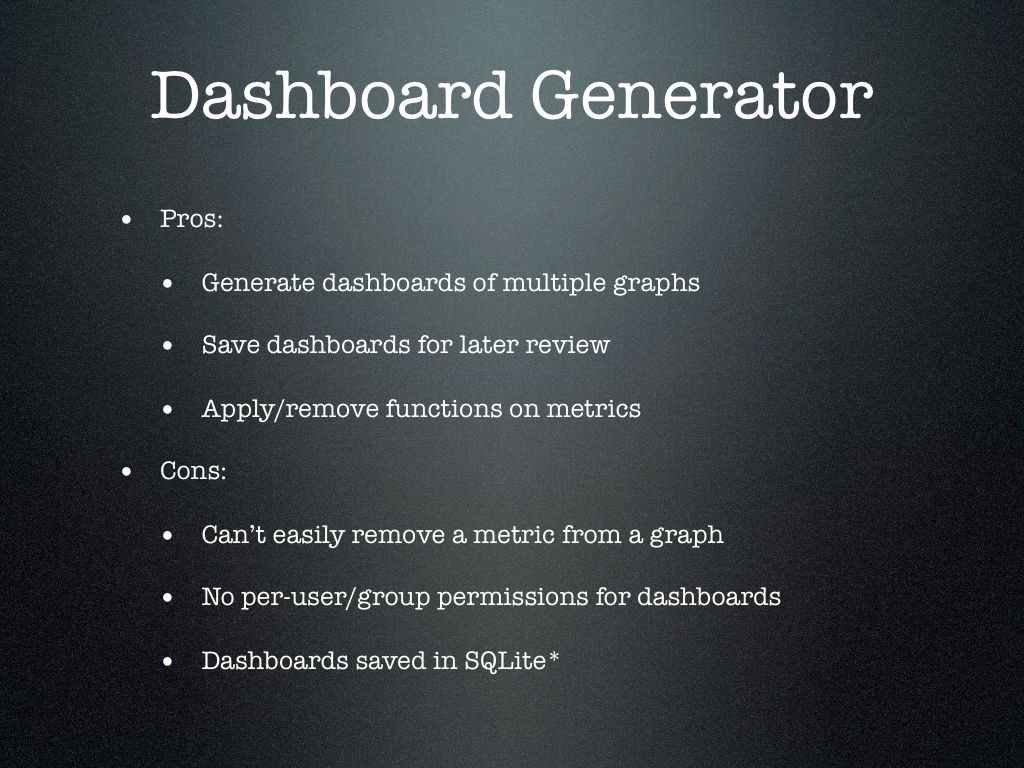 Dashboard Generator
• Pros:
• Generate dashboards of multiple graphs
• Save dashboards for later review
• Apply/remove functions on metrics
• Cons:
• Can’t easily remove a metric from a graph
• No per-user/group permissions for dashboards
• Dashboards saved in SQLite*